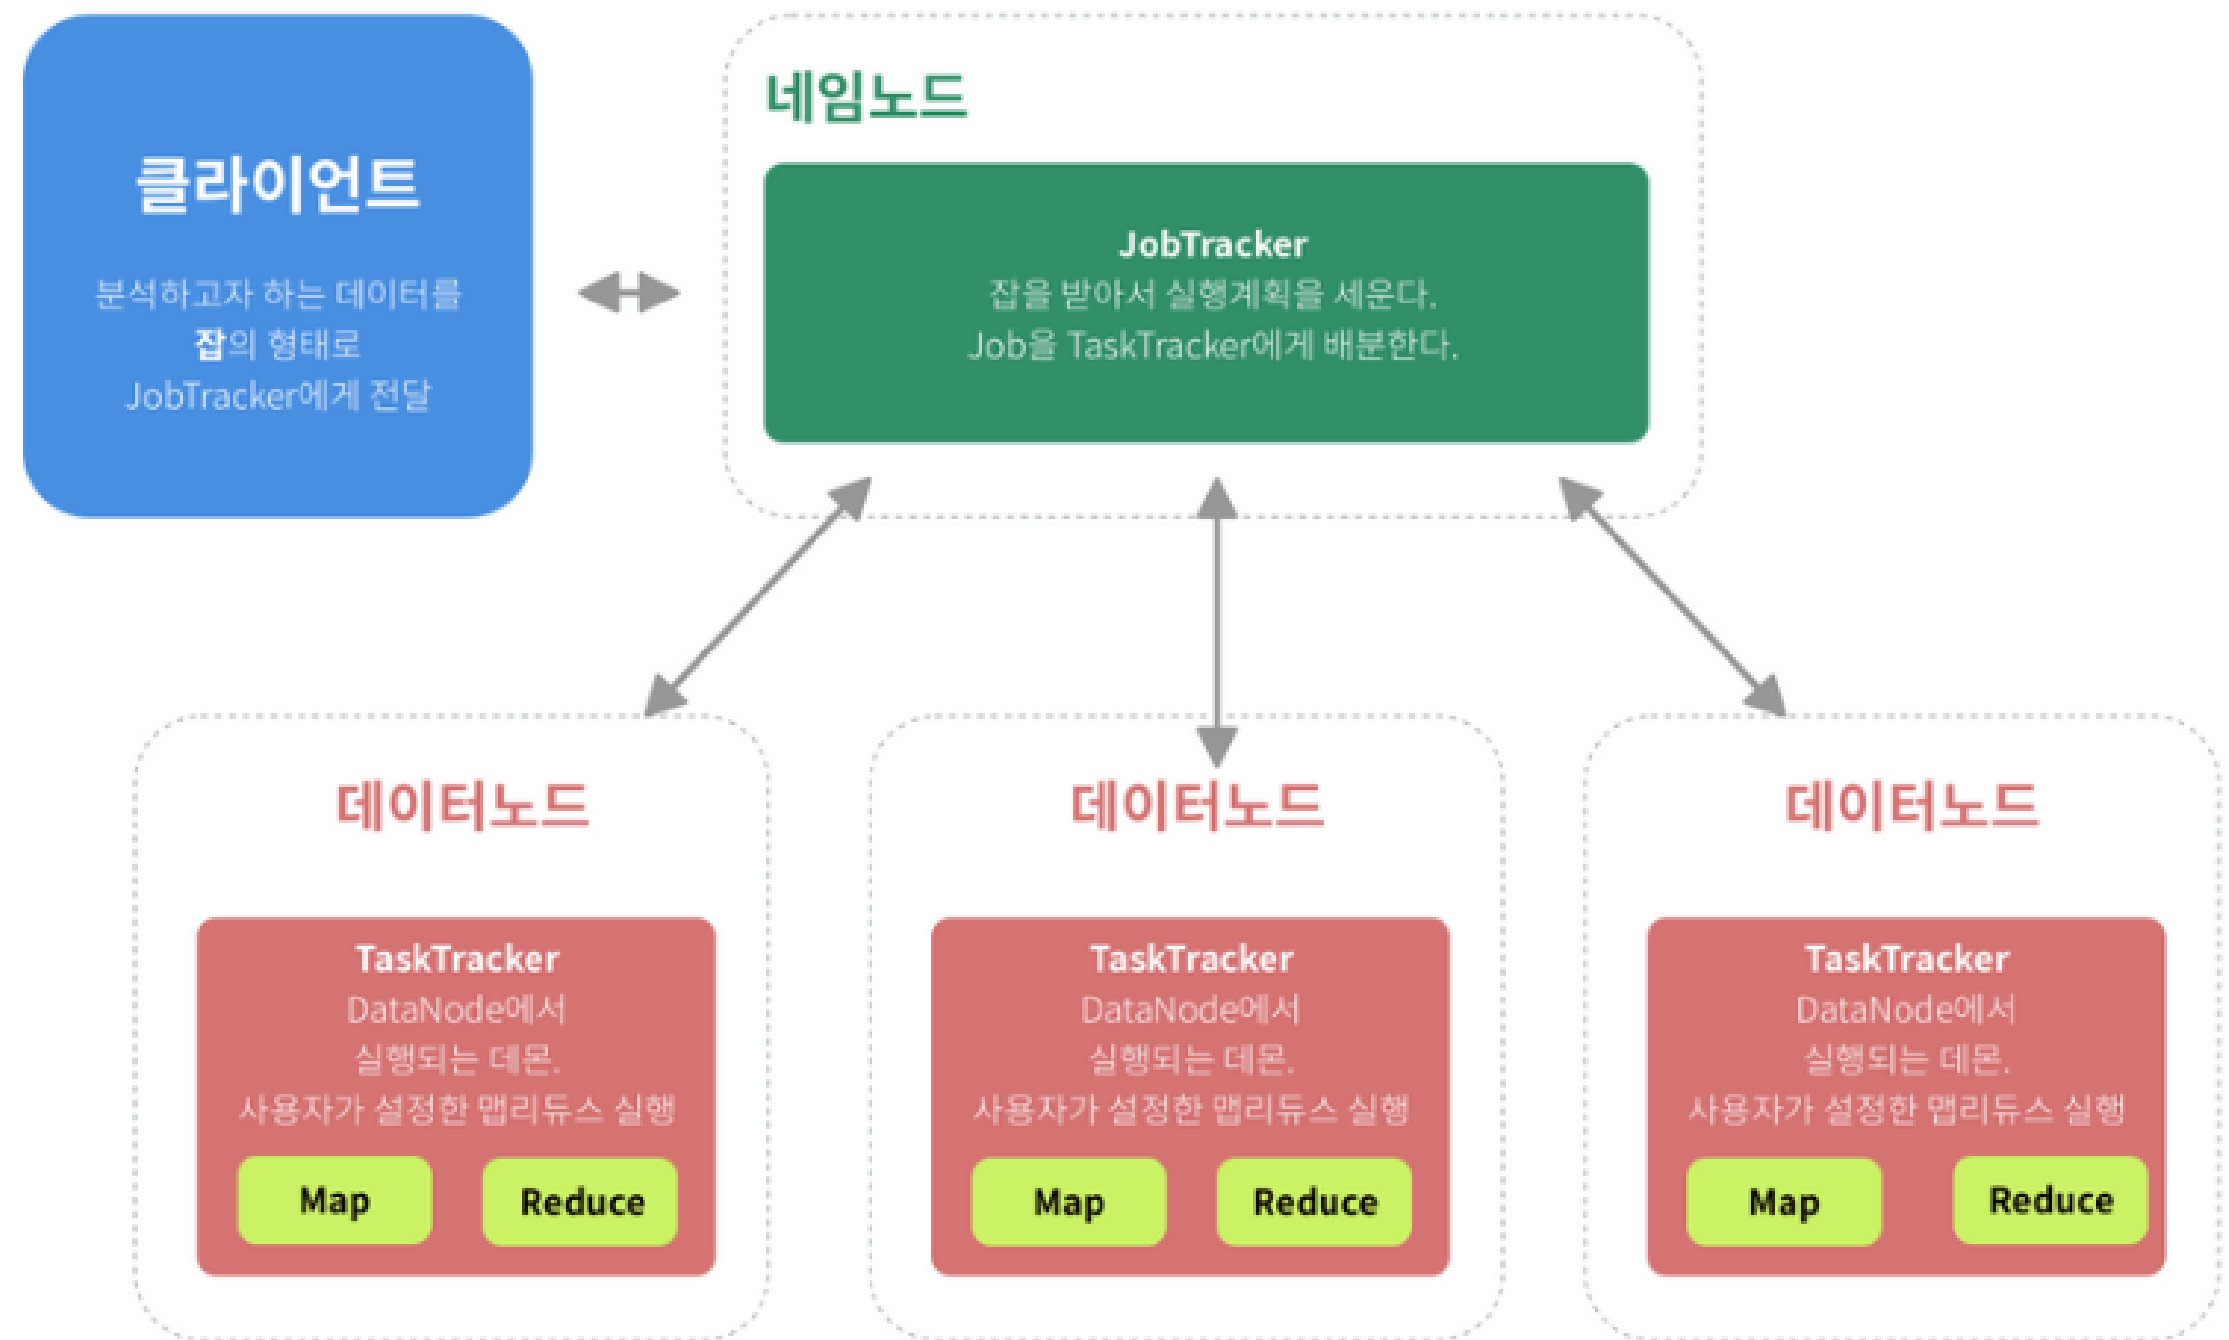 클라이언트
분석하고자 하는 데이터를
잡의 형태로
JobTracker에게 전달
네임노드
JobTracker
잡을 받아서 실행계획을 세운다.
Job을 TaskTracker에게 배분한다.
데이터노드
TaskTracker
DataNode에서
실행되는 데몬.
사용자가 설정한 맵리듀스 실행
Map
Reduce
데이터노드
TaskTracker
DataNode에서
실행되는 데몬.
사용자가 설정한 맵리듀스 실행
Map
Reduce
데이터노드
TaskTracker
DataNode에서
실행되는 데몬.
사용자가 설정한 맵리듀스 실행
Map
Reduce